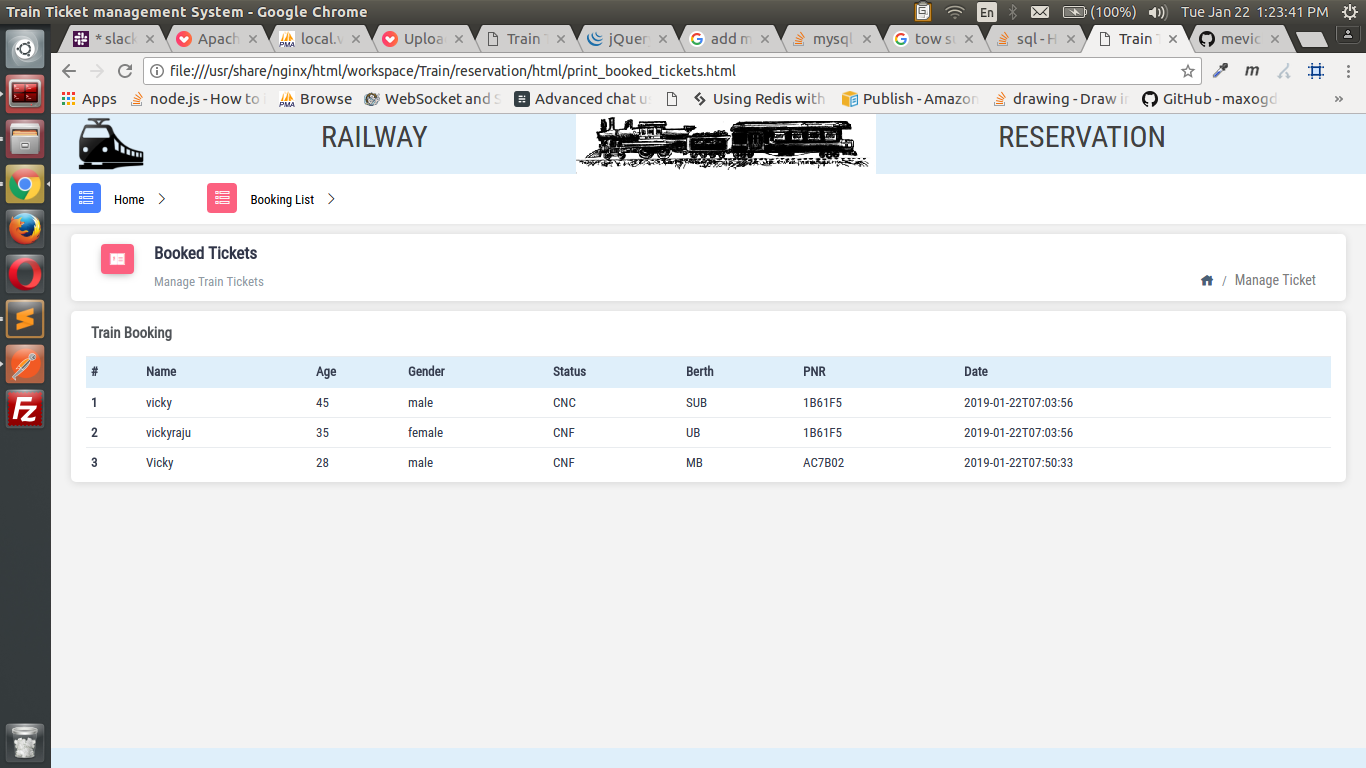 Train Ticket management System - Google Chrome En (100%) Tue Jan 22 1:23:41 PM
* slac Apach local.v Uploa Train T jQuer add m mysql tow su sql - H Train T mevic
file:///usr/share/nginx/html/workspace/Train/reservation/html/print_booked_tickets.html m
Apps node.js - How to PMA Browse WebSocket and S Advanced chat u Using Redis with Publish - Amazon drawing - Draw in GitHub - maxogd »
RAILWAY RESERVATION
Home Booking List
Booked Tickets
Manage Train Tickets
/ Manage Ticket
Train Booking
# Name Age Gender Status Berth PNR Date
1 vicky 45 male CNC SUB 1B61F5 2019-01-22T07:03:56
2 vickyraju 35 female CNF UB 1B61F5 2019-01-22T07:03:56
3 Vicky 28 male CNF MB AC7B02 2019-01-22T07:50:33